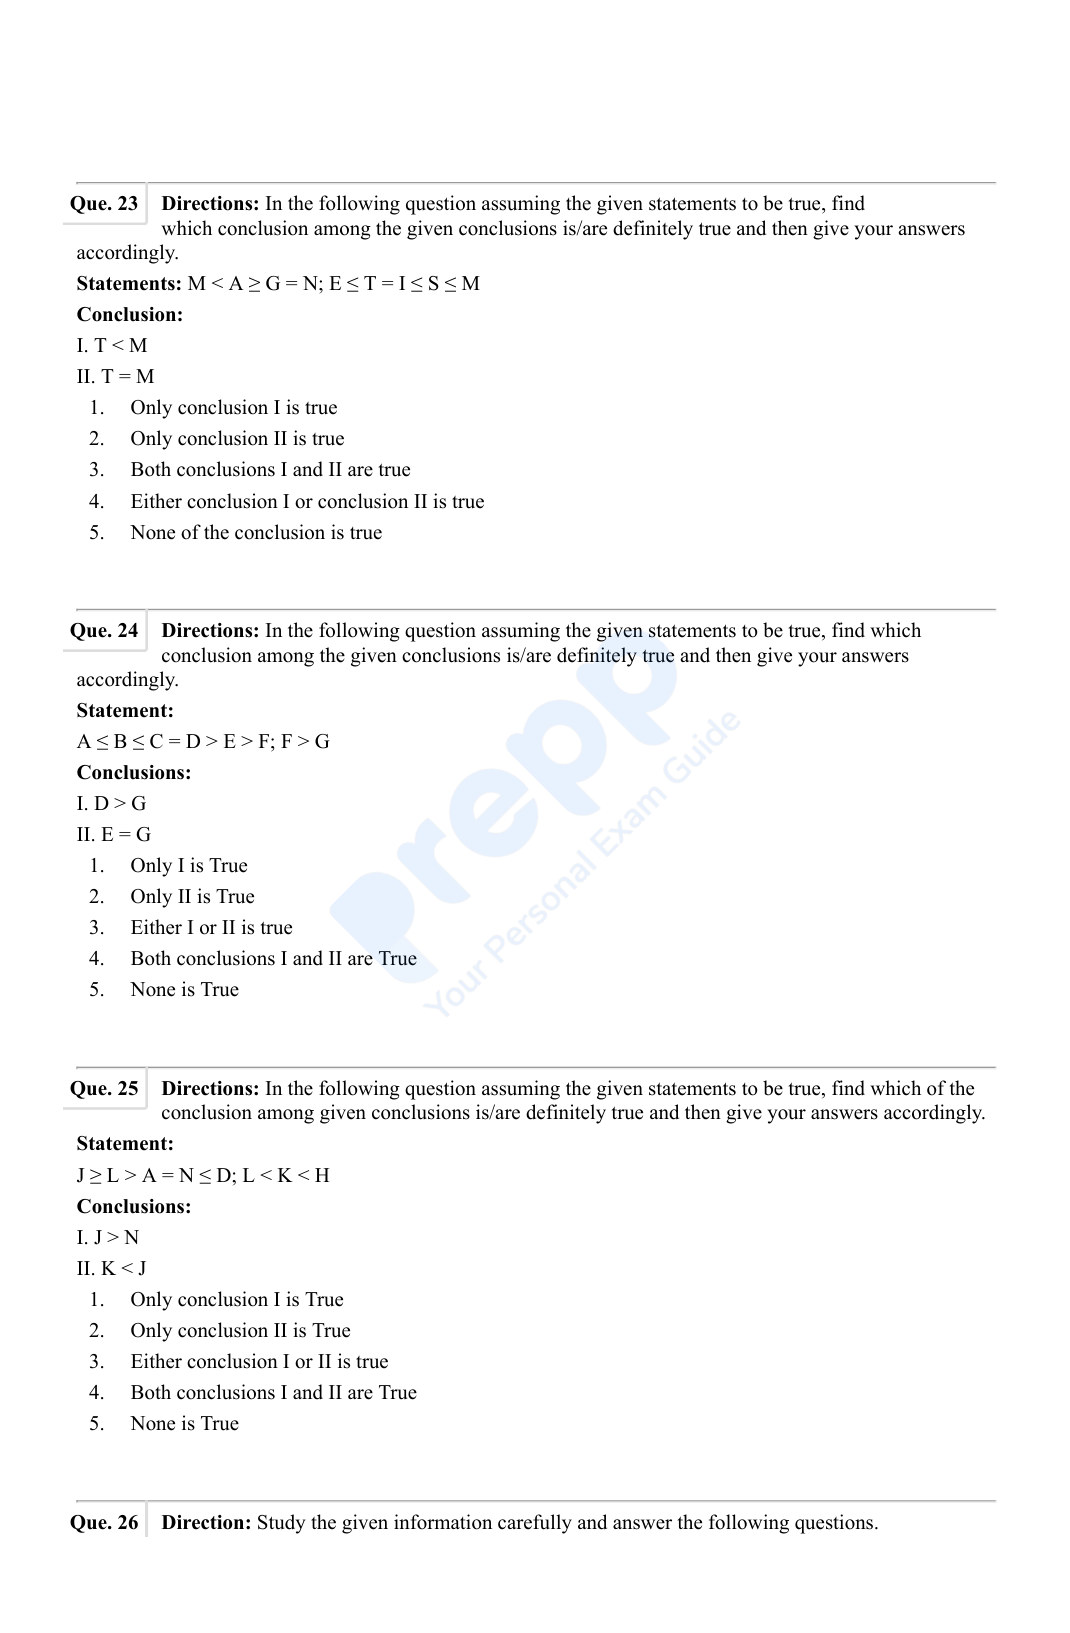 Que. 23 Directions: In the following question assuming the given statements to be true, find
which conclusion among the given conclusions is/are definitely true and then give your answers
accordingly.
Statements: M < A ≥ G = N; E ≤ T = I ≤ S ≤ M
Conclusion:
I. T < M
II. T = M
1. Only conclusion I is true
2. Only conclusion II is true
3. Both conclusions I and II are true
4. Either conclusion I or conclusion II is true
5. None of the conclusion is true
Que. 24 Directions: In the following question assuming the given statements to be true, find which
conclusion among the given conclusions is/are definitely true and then give your answers
accordingly.
Statement:
A ≤ B ≤ C = D > E > F; F > G
Conclusions:
I. D > G
II. E = G
1. Only I is True
2. Only II is True
3. Either I or II is true
4. Both conclusions I and II are True
5. None is True
prepp
Your Personal Exam Guide
Que. 25 Directions: In the following question assuming the given statements to be true, find which of the
conclusion among given conclusions is/are definitely true and then give your answers accordingly.
Statement:
J ≥ L > A = N ≤ D; L < K < H
Conclusions:
I. J > N
II. K < J
1. Only conclusion I is True
2. Only conclusion II is True
3. Either conclusion I or II is true
4. Both conclusions I and II are True
5. None is True
Que. 26 Direction: Study the given information carefully and answer the following questions.